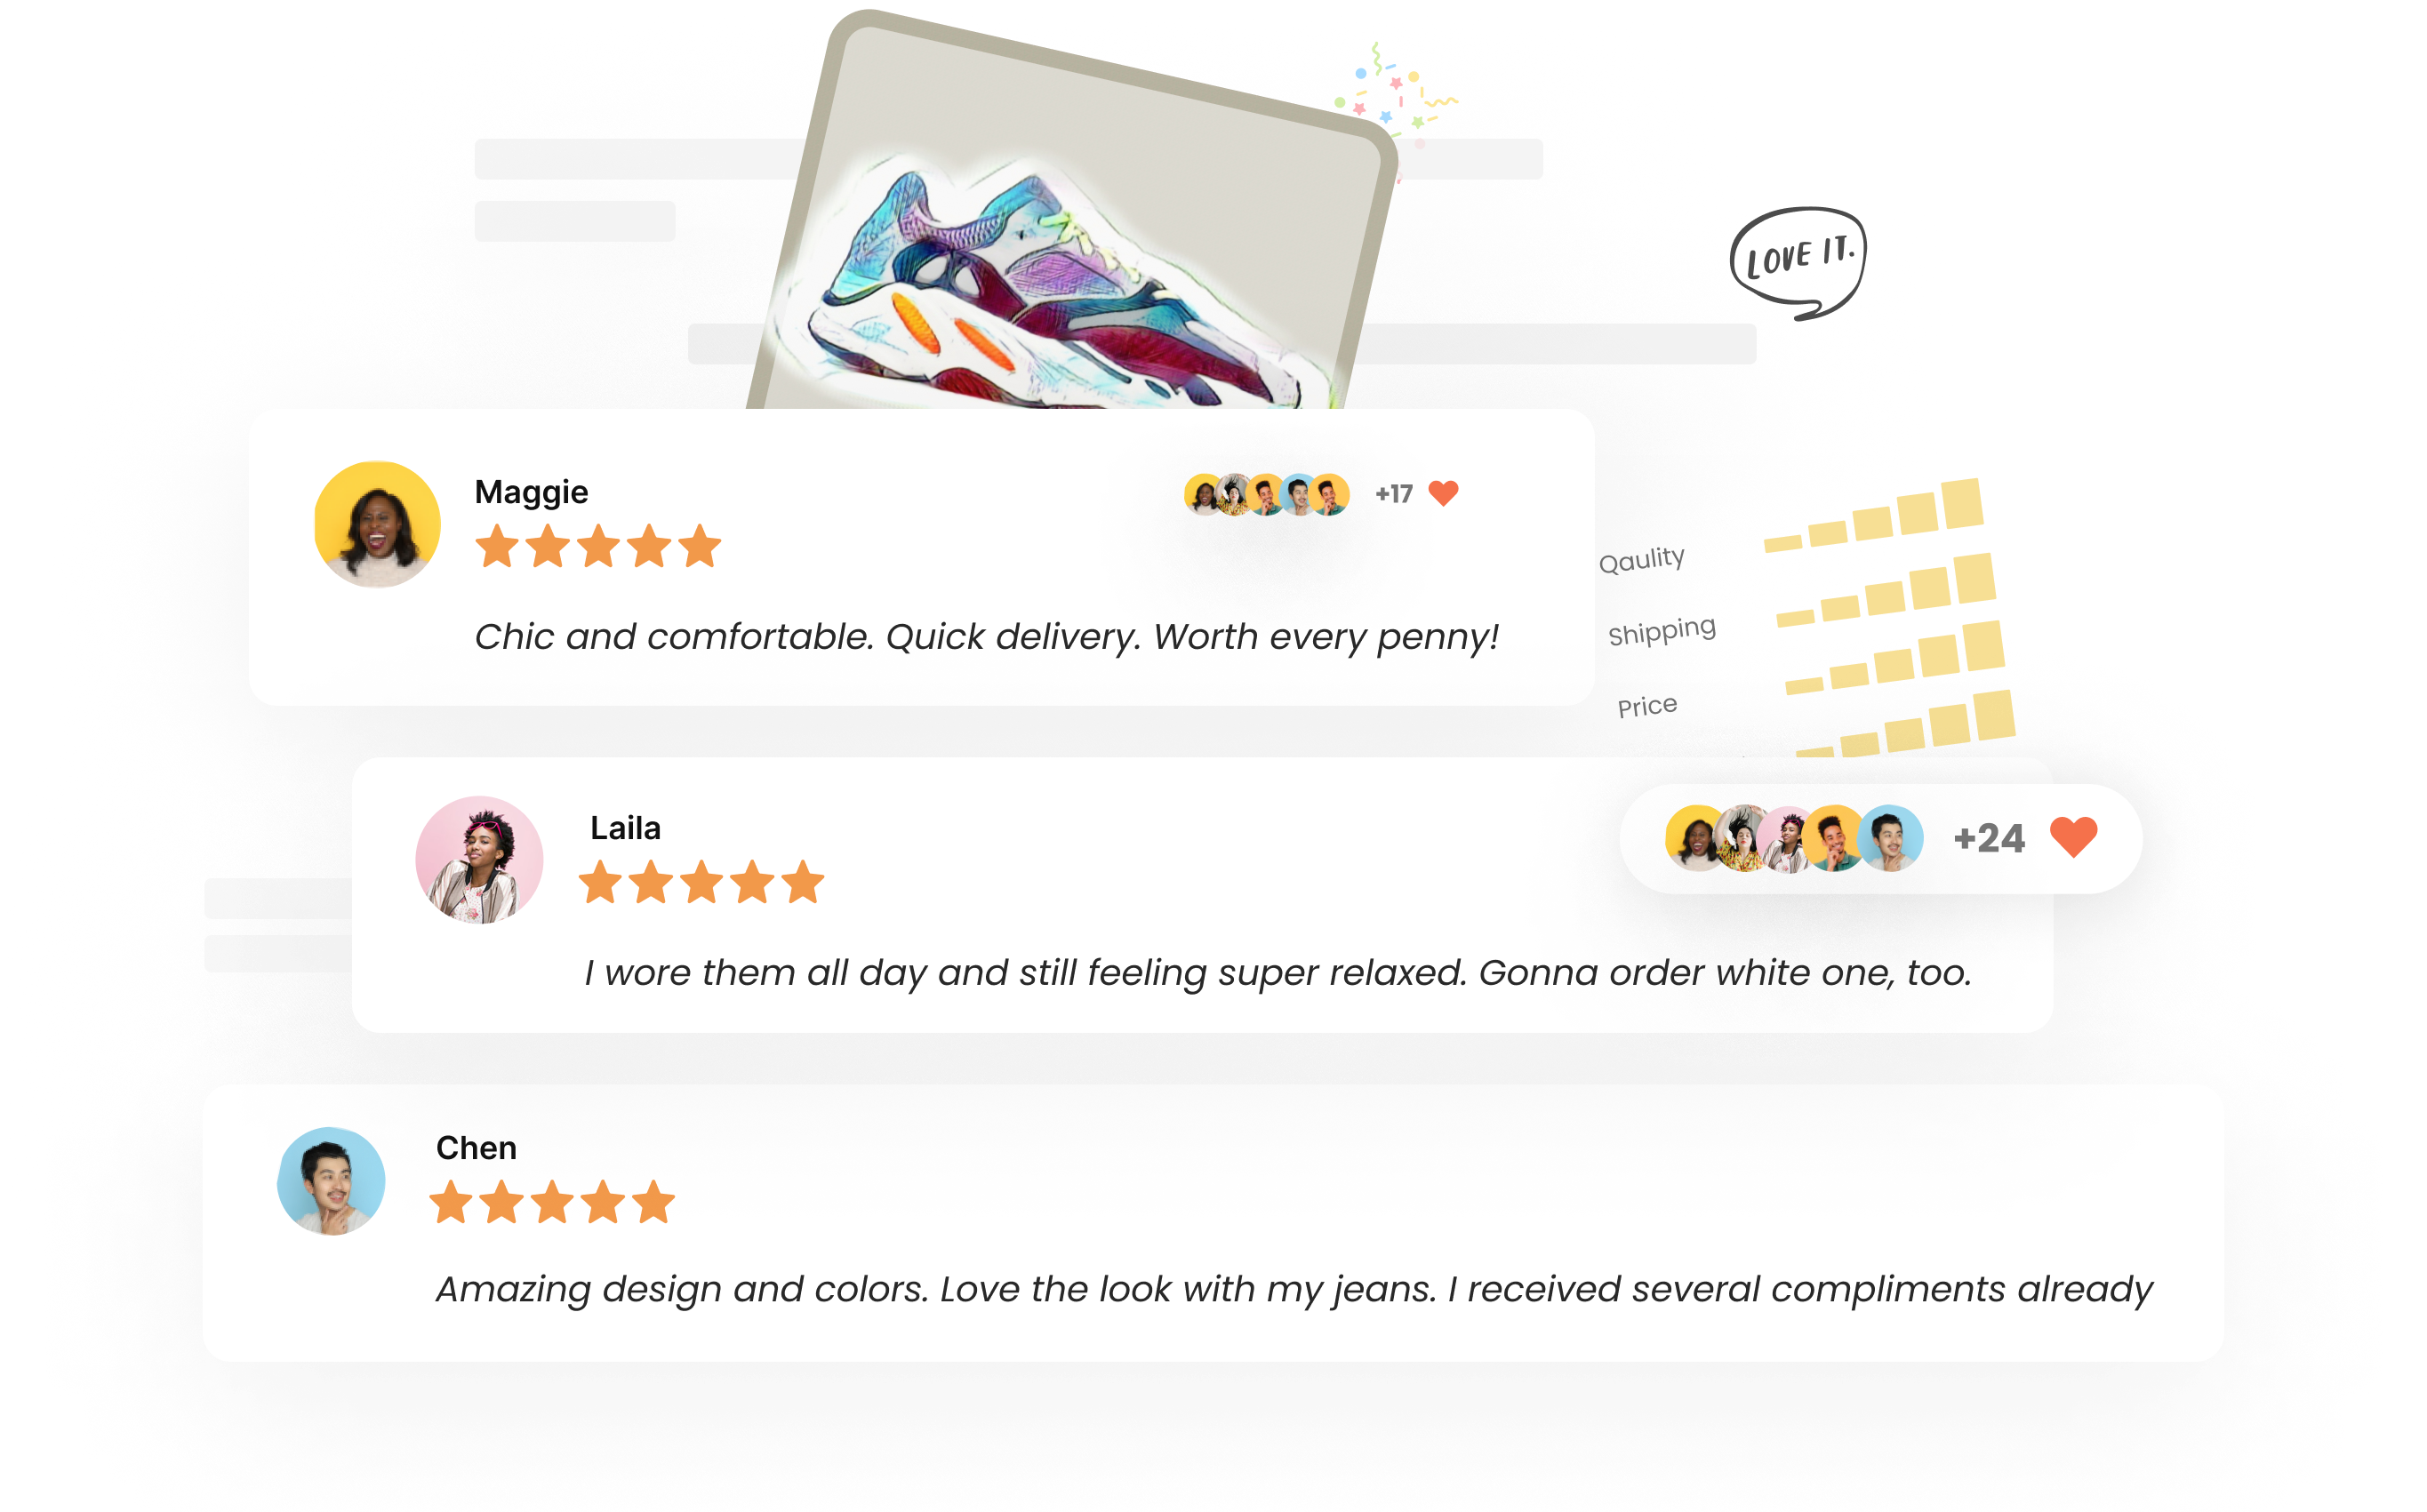 LOVE IT.
Maggie
+17
Chic and comfortable. Quick delivery. Worth every penny!
Qaulity
Shipping
Price
Laila
+24
I wore them all day and still feeling super relaxed. Gonna order white one, too.
Chen
Amazing design and colors. Love the look with my jeans. I received several compliments already